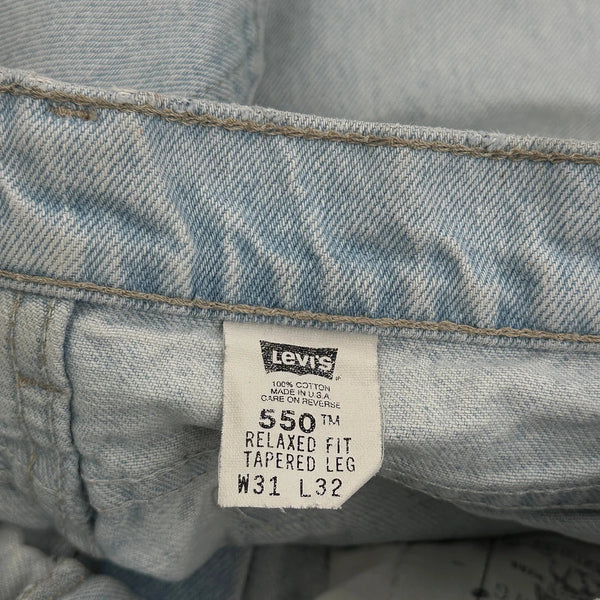 Levi's
100% COTTON
MADE IN U.S.A
CARE ON REVERSE
550™
RELAXED FIT
TAPERED LEG
W31 L32